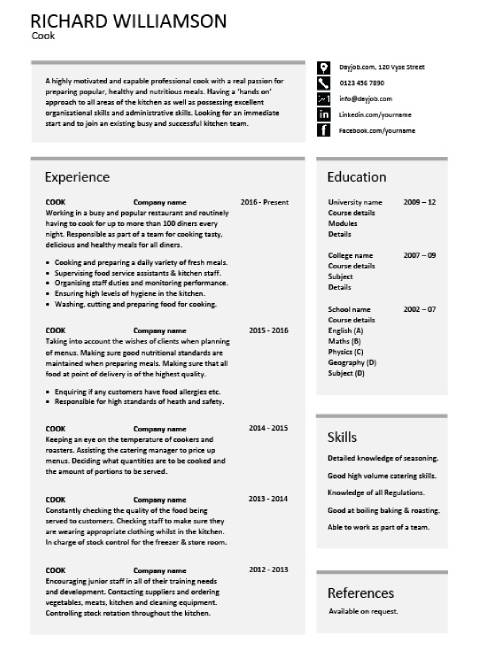 RICHARD WILLIAMSON
Cook
A highly motivated and capable professional cook with a real passion for
preparing popular, healthy and nutritious meals. Having a 'hands on'
approach to all areas of the kitchen as well as possessing excellent
organisational skills and administrative skills. Looking for an immediate
start and to join an existing busy and successful kitchen team.
Dayjob.com, 120 Vyse Street
0123 456 7890
info@dayjob.com
Linkedin.com/yourname
Facebook.com/yourname
Experience
COOK Company name 2016 - Present
Working in a busy and popular restaurant and routinely
having to cook for up to more than 100 diners every
night. Responsible as part of a team for cooking tasty,
delicious and healthy meals for all diners.
• Cooking and preparing a daily variety of fresh meals.
• Supervising food service assistants & kitchen staff.
• Organizing staff duties and monitoring performance.
• Ensuring high levels of hygiene in the kitchen.
• Washing, cutting and preparing food for cooking.
COOK Company name 2015 - 2016
Taking into account the wishes of clients when planning
of menus. Making sure good nutritional standards are
maintained when preparing meals. Making sure that all
food at point of delivery is of the highest quality.
• Enquiring if any customers have food allergies etc.
• Responsible for high standards of heath and safety.
COOK Company name 2014 - 2015
Keeping an eye on the temperature of cookers and
roasters. Assisting the catering manager to price up
menus. Deciding what quantities are to be cooked and
the amount of portions to be served.
COOK Company name 2013 - 2014
Constantly checking the quality of the food being
served to customers. Checking staff to make sure they
are wearing appropriate clothing whilst in the kitchen.
In charge of stock control for the freezer & store room.
COOK Company name 2012 - 2013
Encouraging junior staff in all of their training needs
and development. Contacting suppliers and ordering
vegetables, meats, kitchen and cleaning equipment.
Controlling stock rotation throughout the kitchen.
Education
University name 2009 – 12
Course details
Modules
Details
College name 2007 – 09
Course details
Subject
Details
School name 2002 – 07
Course details
English (A)
Maths (B)
Physics (C)
Geography (D)
Subject (D)
Skills
Detailed knowledge of seasoning.
Good high volume catering skills.
Knowledge of all Regulations.
Good at boiling baking & roasting.
Able to work as part of a team.
References
Available on request.